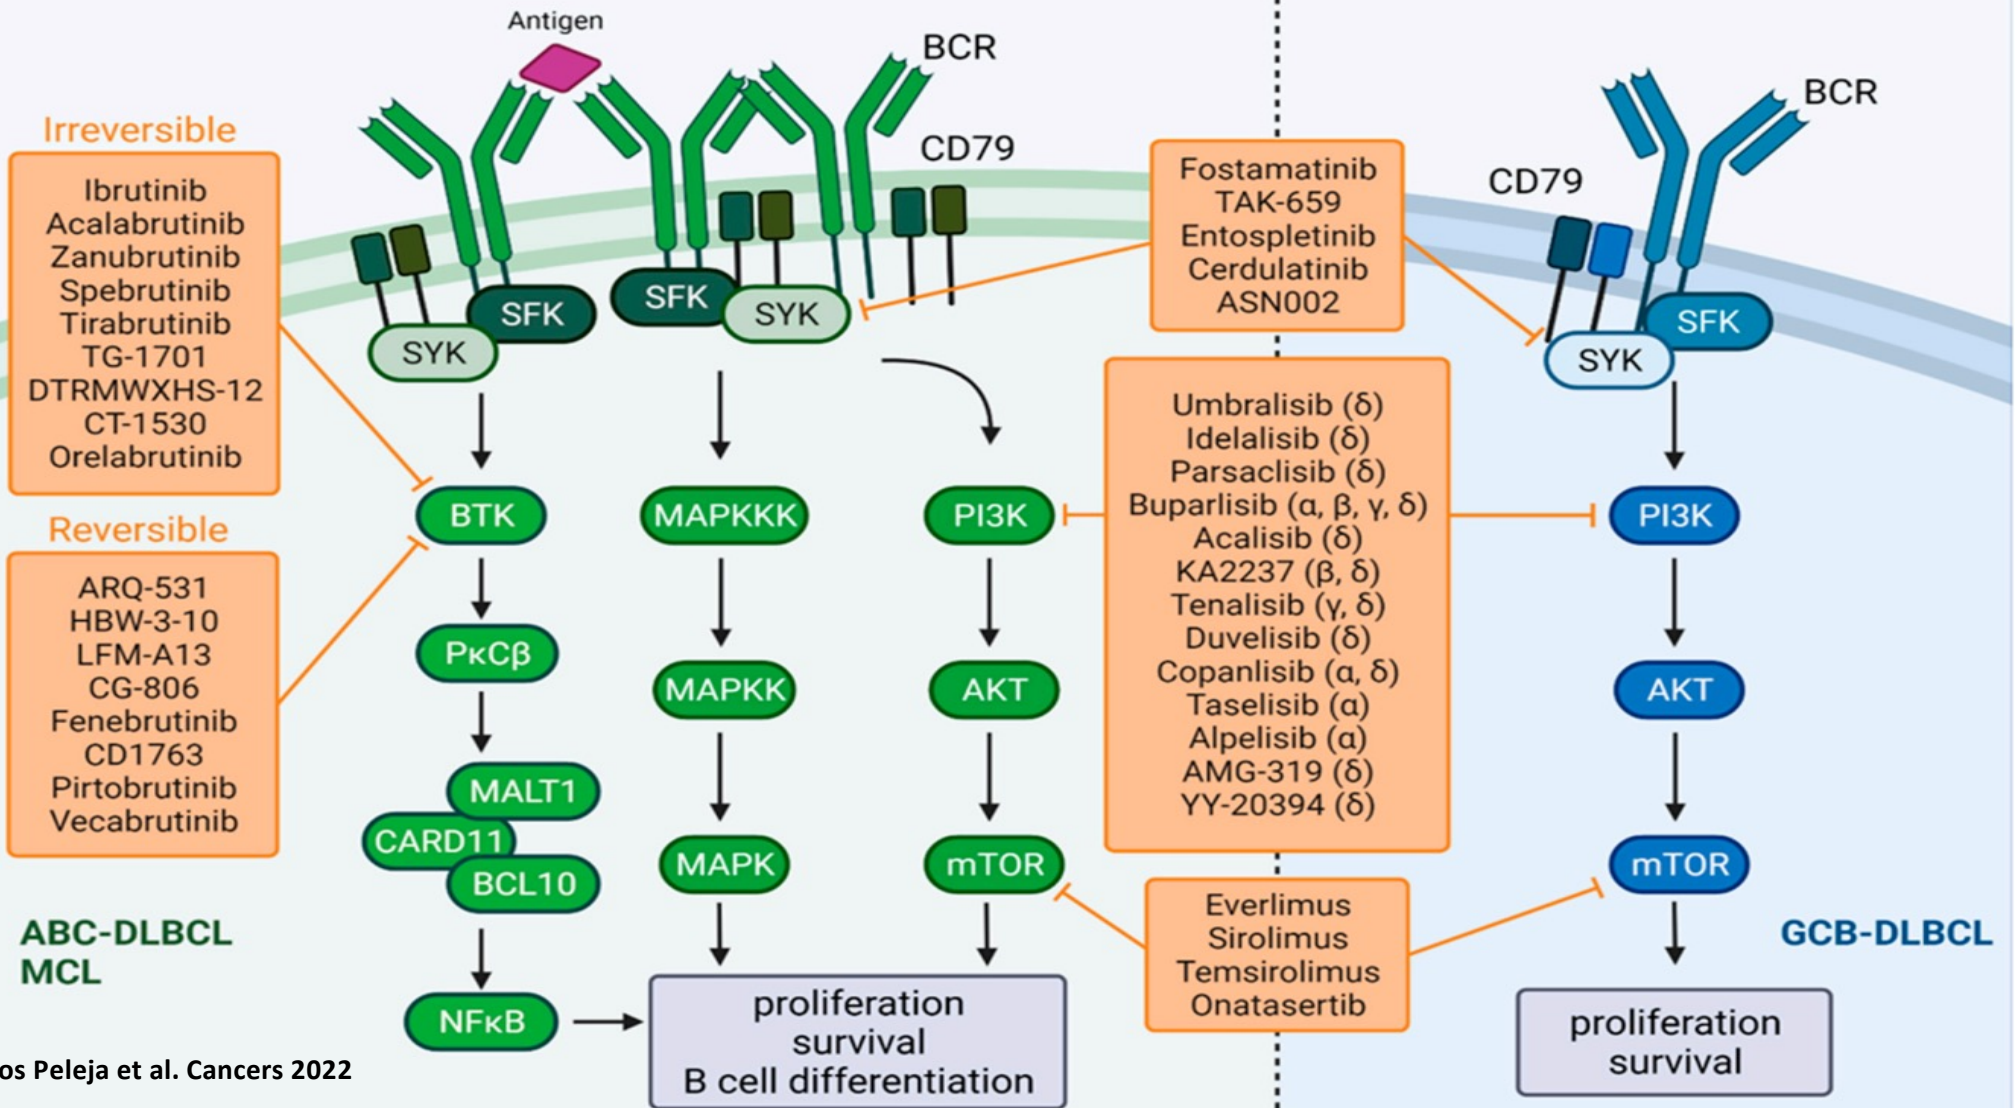 Antigen
BCR
CD79
Irreversible
Ibrutinib
Acalabrutinib
Zanubrutinib
Spebrutinib
Tirabrutinib
TG-1701
DTRMWXHS-12
CT-1530
Orelabrutinib
Reversible
ARQ-531
HBW-3-10
LFM-A13
CG-806
Fenebrutinib
CD1763
Pirtobrutinib
Vecabrutinib
SFK
SYK
SFK
SYK
BTK
PκCβ
MALT1
CARD11
BCL10
NFκB
MAPKKK
MAPKK
MAPK
PI3K
AKT
mTOR
proliferation
survival
B cell differentiation
ABC-DLBCL
MCL
Fostamatinib
TAK-659
Entospletinib
Cerdulatinib
ASN002
Umbralisib (δ)
Idelalisib (δ)
Parsaclisib (δ)
Buparlisib (α, β, γ, δ)
Acalisib (δ)
KA2237 (β, δ)
Tenalisib (γ, δ)
Duvelisib (δ)
Copanlisib (α, δ)
Taselisib (α)
Alpelisib (α)
AMG-319 (δ)
YY-20394 (δ)
Everlimus
Sirolimus
Temsirolimus
Onatasertib
BCR
CD79
SFK
SYK
PI3K
AKT
mTOR
GCB-DLBCL
proliferation
survival
os Peleja et al. Cancers 2022